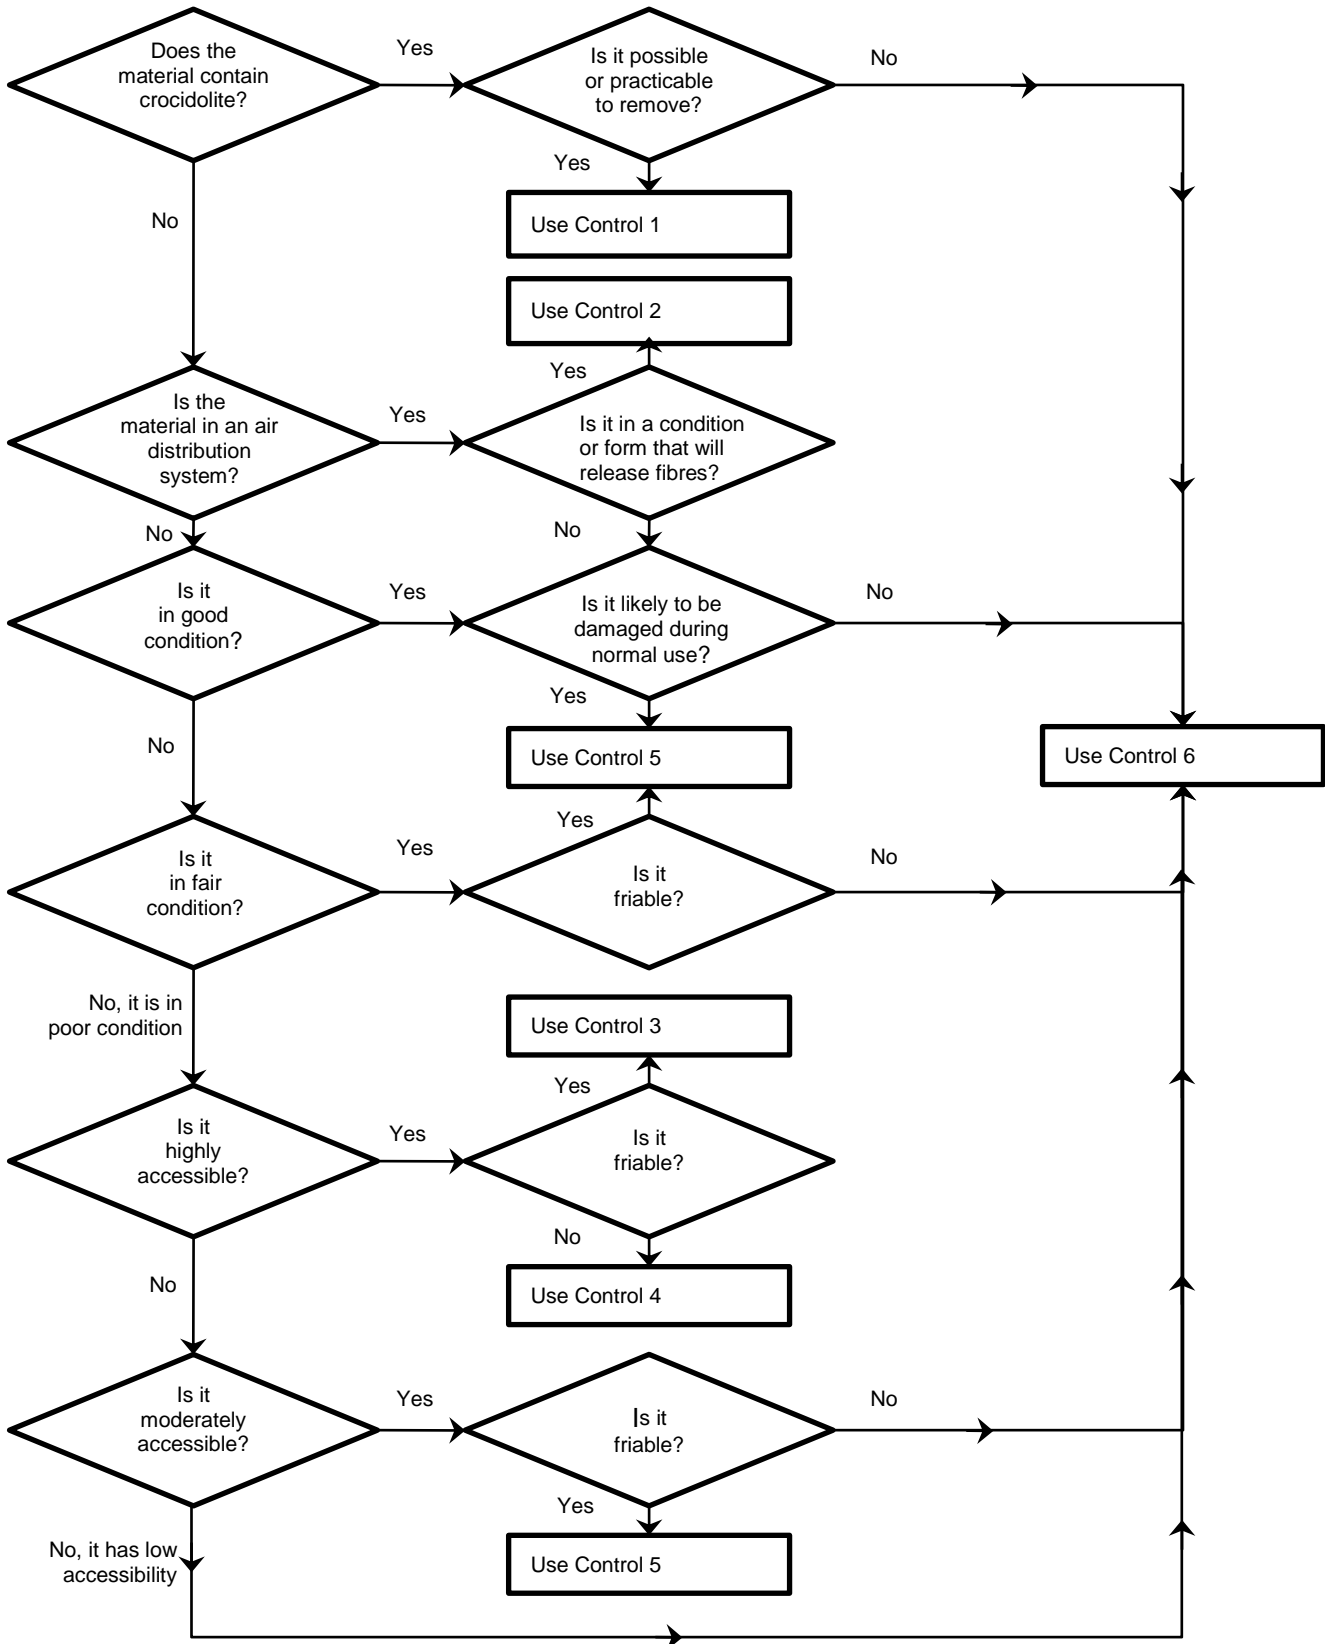 Does the
material contain
crocidolite?
Yes
Is it possible
or practicable
to remove?
No
Yes
Use Control 1
No
Use Control 2
Yes
Is the
material in an air
distribution
system?
Yes
Is it in a condition
or form that will
release fibres?
No
No
Is it
in good
condition?
Yes
Is it likely to be
damaged during
normal use?
No
Yes
No
Use Control 5
Use Control 6
Yes
Is it
in fair
condition?
Yes
Is it
friable?
No
No, it is in
poor condition
Use Control 3
Yes
Is it
highly
accessible?
Yes
Is it
friable?
No
No
Use Control 4
Is it
moderately
accessible?
Yes
Is it
friable?
No
Yes
No, it has low
accessibility
Use Control 5